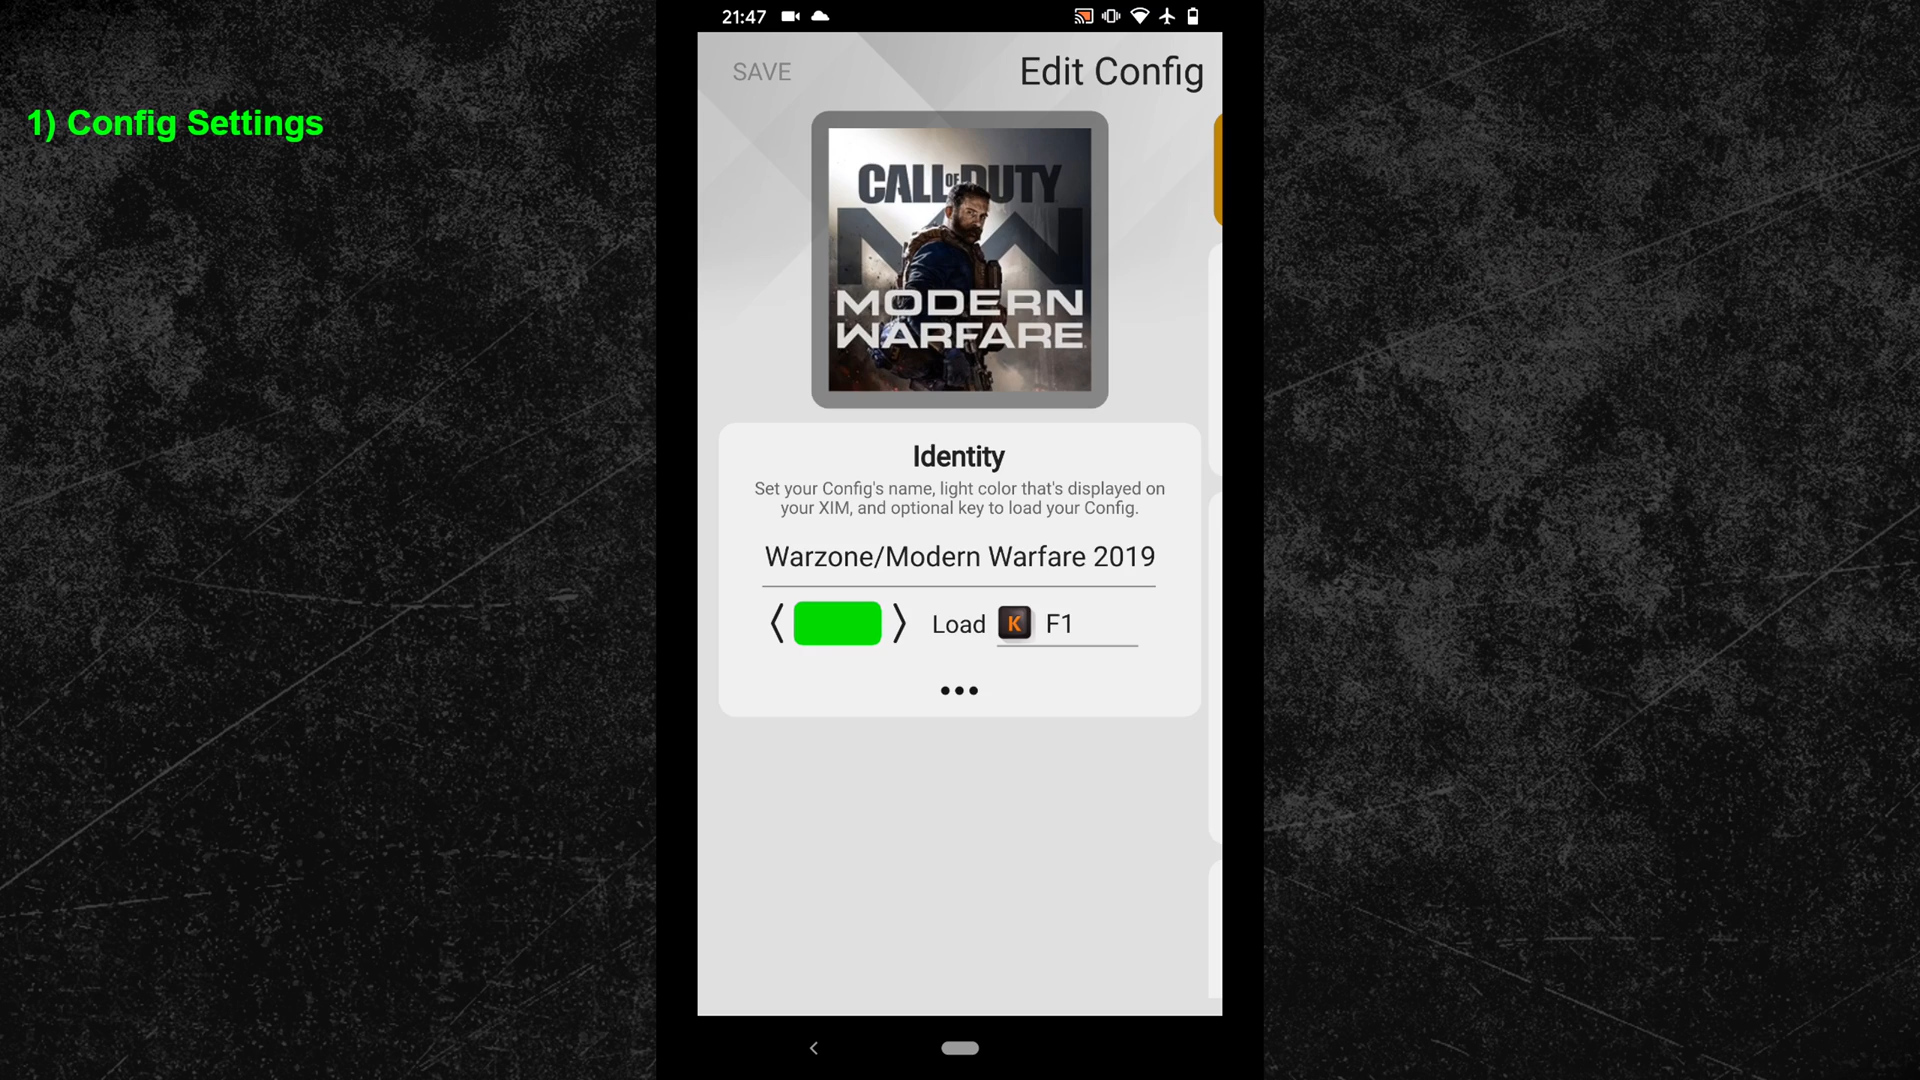 21:47
SAVE
Edit Config
1) Config Settings
CALL OF DUTY
MODERN
WARFARE
Identity
Set your Config's name, light color that's displayed on
your XIM, and optional key to load your Config.
Warzone/Modern Warfare 2019
Load K F1